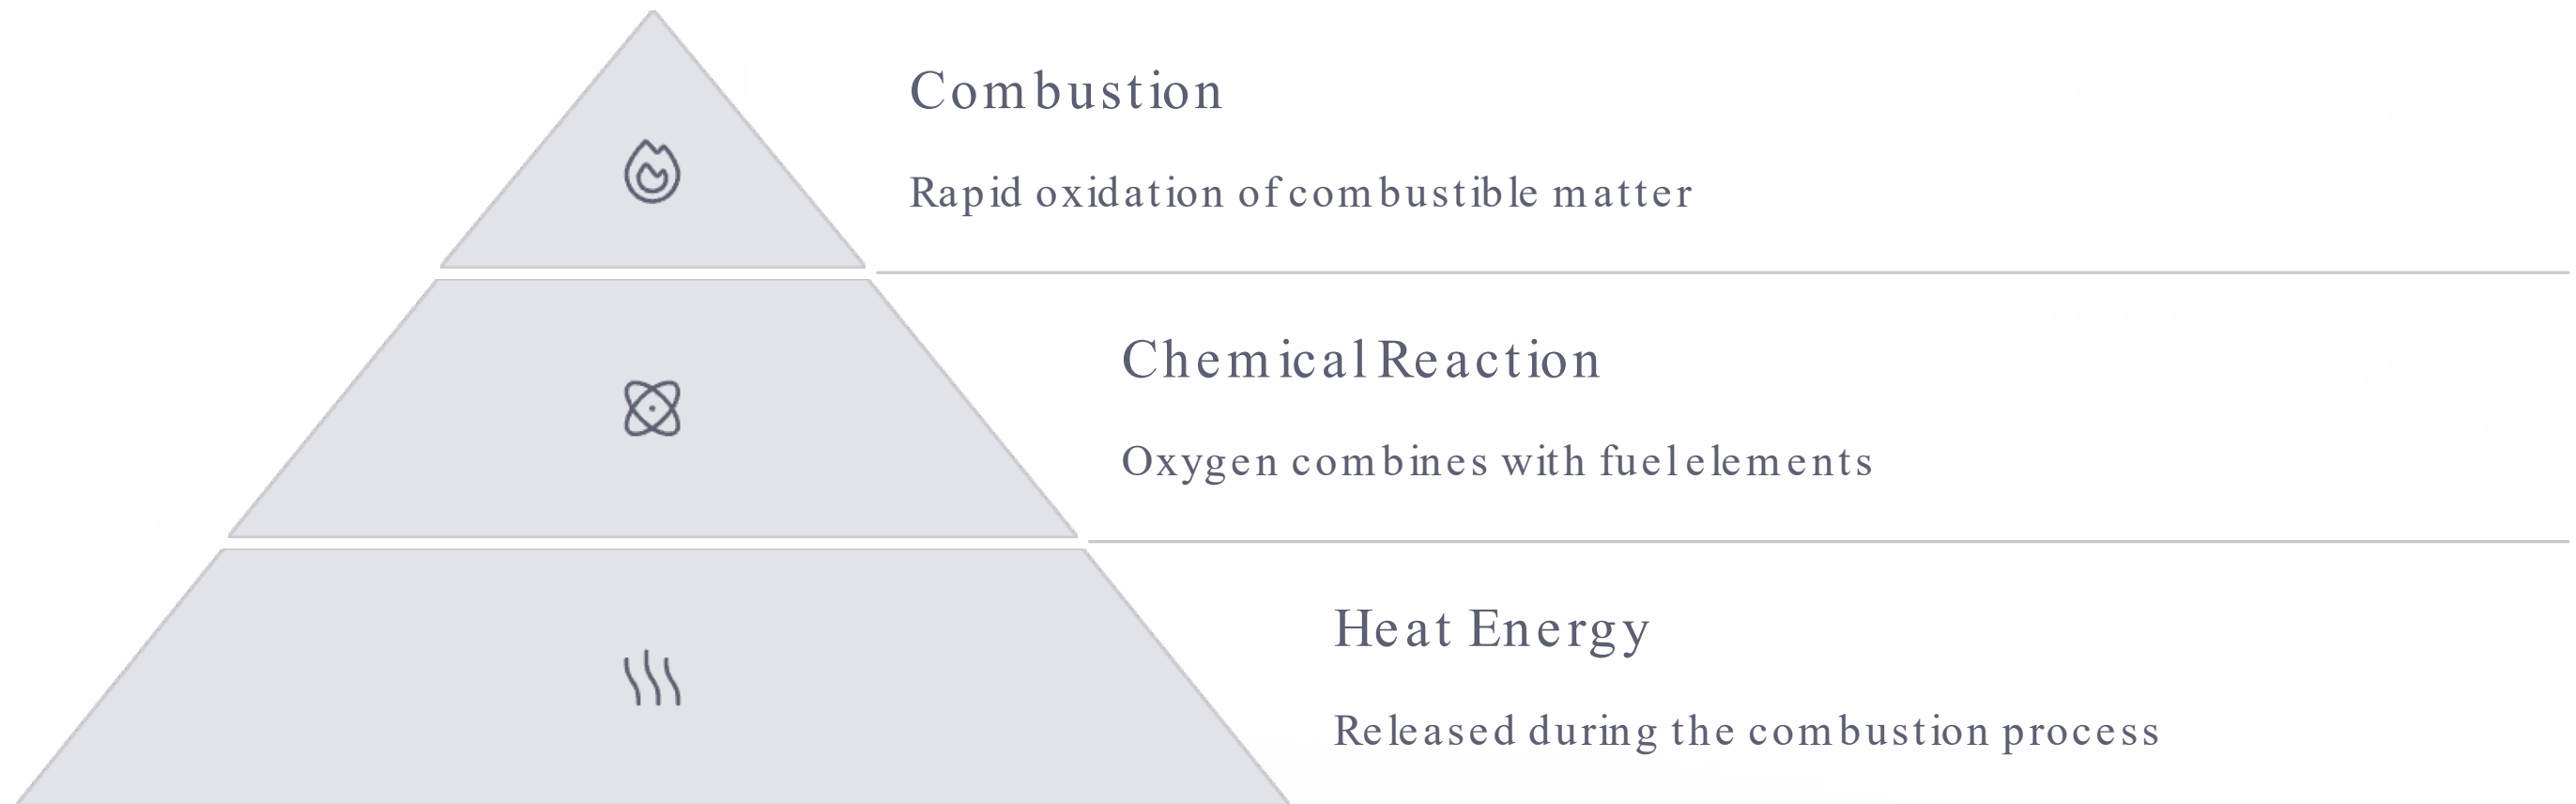 Combustion
Rapid oxidation of combustible matter
Chemical Reaction
Oxygen combines with fuel elements
Heat Energy
Released during the combustion process